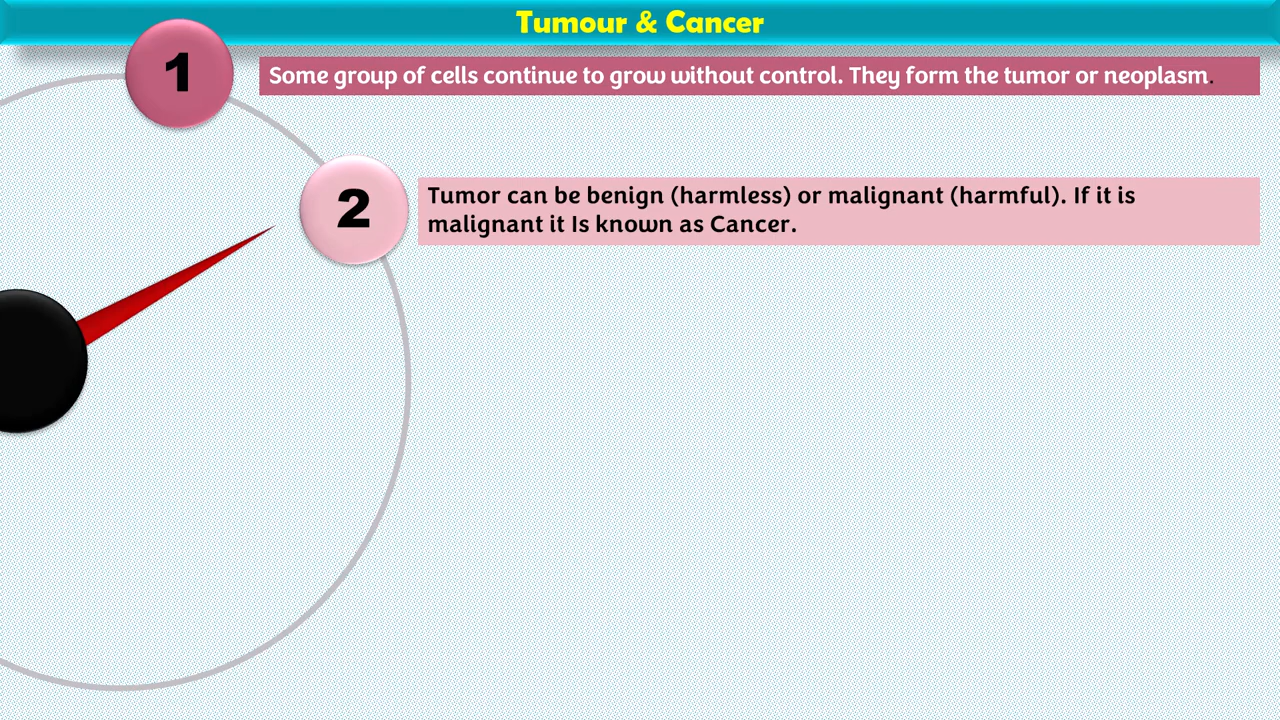 Tumour & Cancer
1
Some group of cells continue to grow without control. They form the tumor or neoplasm.
2
Tumor can be benign (harmless) or malignant (harmful). If it is
malignant it Is known as Cancer.